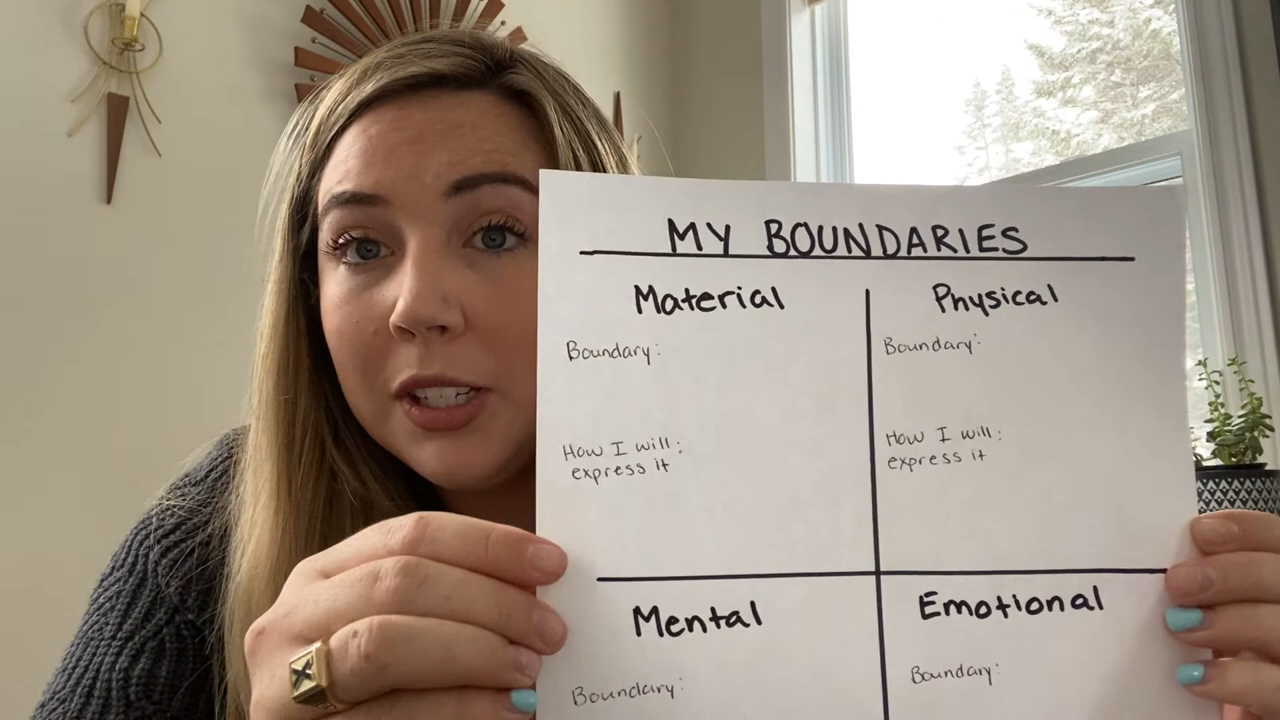 MY BOUNDARIES
Material
Boundary:
How I will:
express it
Physical
Boundary:
How I will:
express it
Mental
Boundary:
Emotional
Boundary: